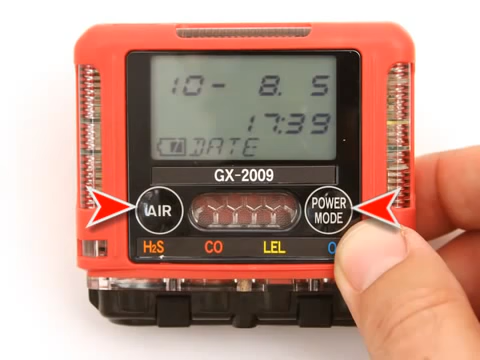 10- 8. 5
17:39
DATE
GX-2009
AIR
POWER
MODE
H2S CO LEL